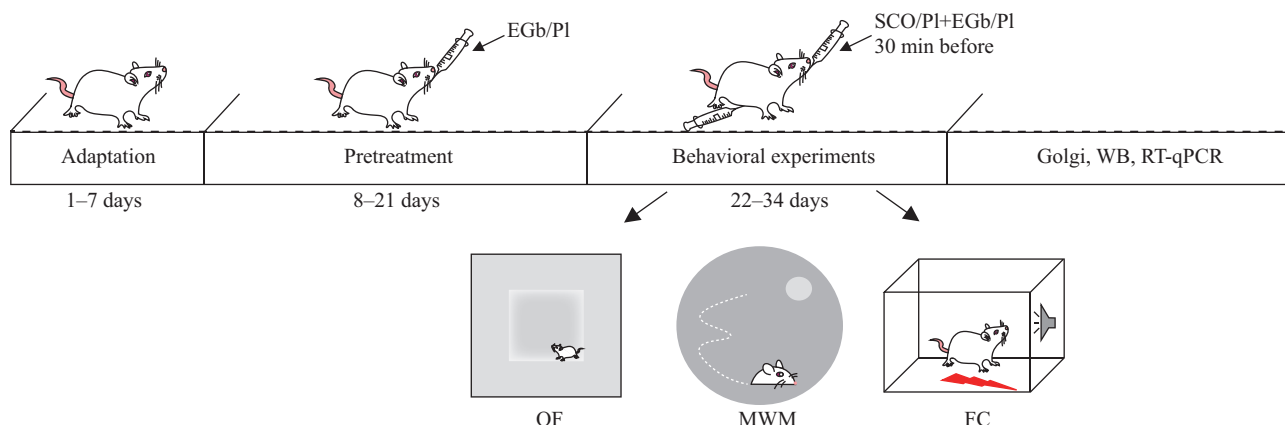 EGb/Pl
SCO/Pl+EGb/Pl
30 min before
Adaptation
Pretreatment
Behavioral experiments
Golgi, WB, RT-qPCR
1–7 days
8–21 days
22–34 days
OF
MWM
FC